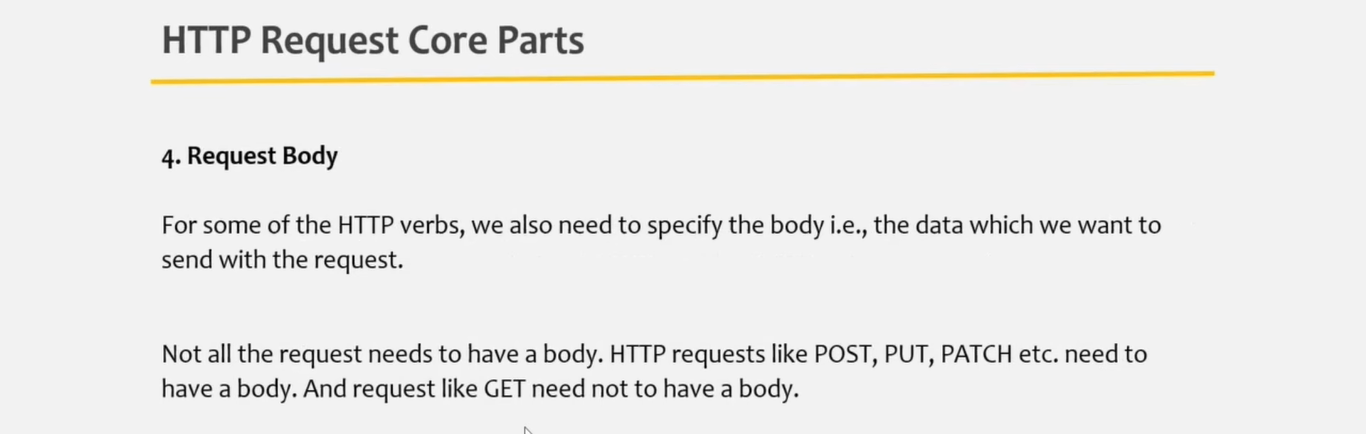 HTTP Request Core Parts
4. Request Body
For some of the HTTP verbs, we also need to specify the body i.e., the data which we want to
send with the request.
Not all the request needs to have a body. HTTP requests like POST, PUT, PATCH etc. need to
have a body. And request like GET need not to have a body.